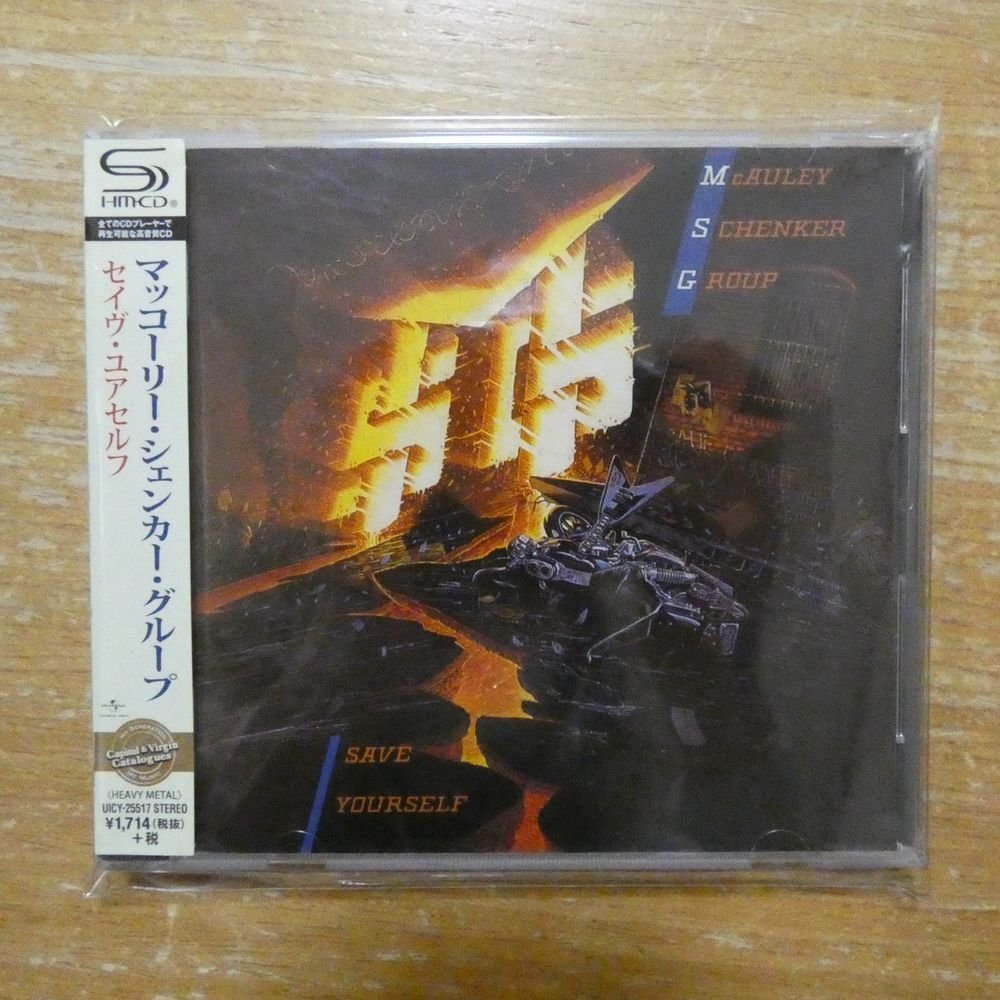 SHM-CD®
全てのCDプレーヤーで
再生可能な高音質CD
マッコーリー・シェンカー・グループ
セイヴ・ユアセルフ
Capitol & Virgin
Catalogues
〈HEAVY METAL〉
UICY-25517 STEREO
¥1,714(税抜)
+税
McAULEY
SCHENKER
GROUP
SAVE
YOURSELF